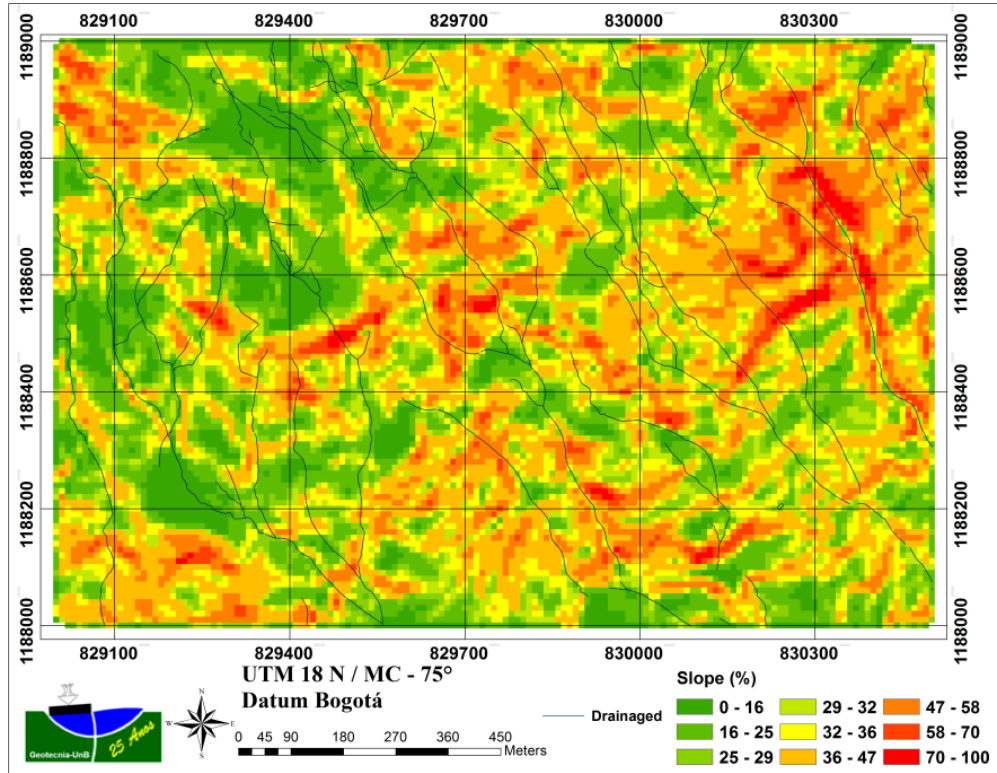 829100 829400 829700 830000 830300
1189000 1189000
1188800 1188800
1188600 1188600
1188400 1188400
1188200 1188200
1188000 1188000
829100 829400 829700 830000 830300
UTM 18 N / MC - 75°
Datum Bogotá
N
W E
S
0 45 90 180 270 360 450
Meters
Geotecnia-UnB
25 Anos
Drainaged
Slope (%)
0 - 16 29 - 32 47 - 58
16 - 25 32 - 36 58 - 70
25 - 29 36 - 47 70 - 100